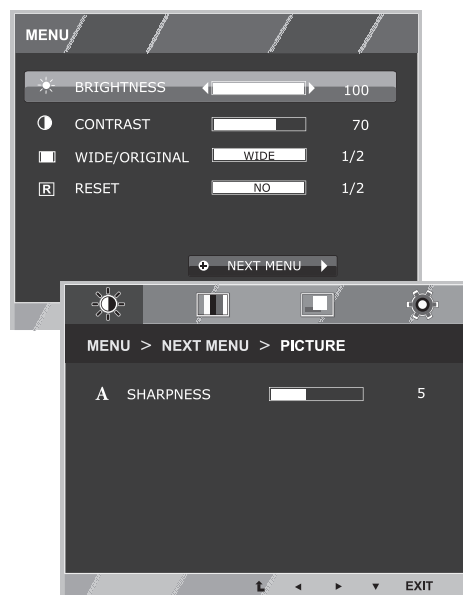 MENU
BRIGHTNESS 100
CONTRAST 70
WIDE/ORIGINAL WIDE 1/2
R RESET NO 1/2
NEXT MENU
MENU > NEXT MENU > PICTURE
A SHARPNESS 5
EXIT